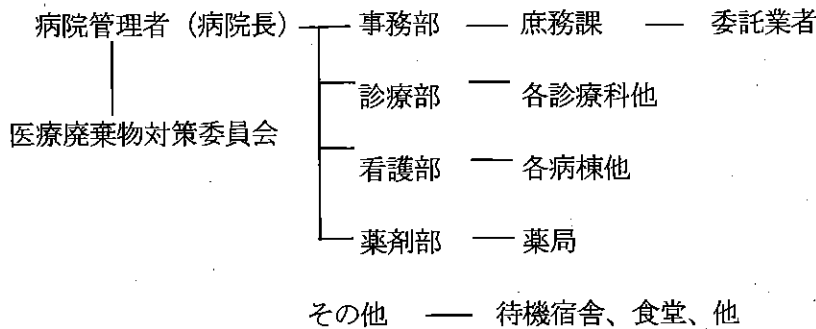 病院管理者（病院長） 事務部 庶務課 委託業者
診療部 各診療科他
医療廃棄物対策委員会
看護部 各病棟他
薬剤部 薬局
その他 待機宿舎、食堂、他